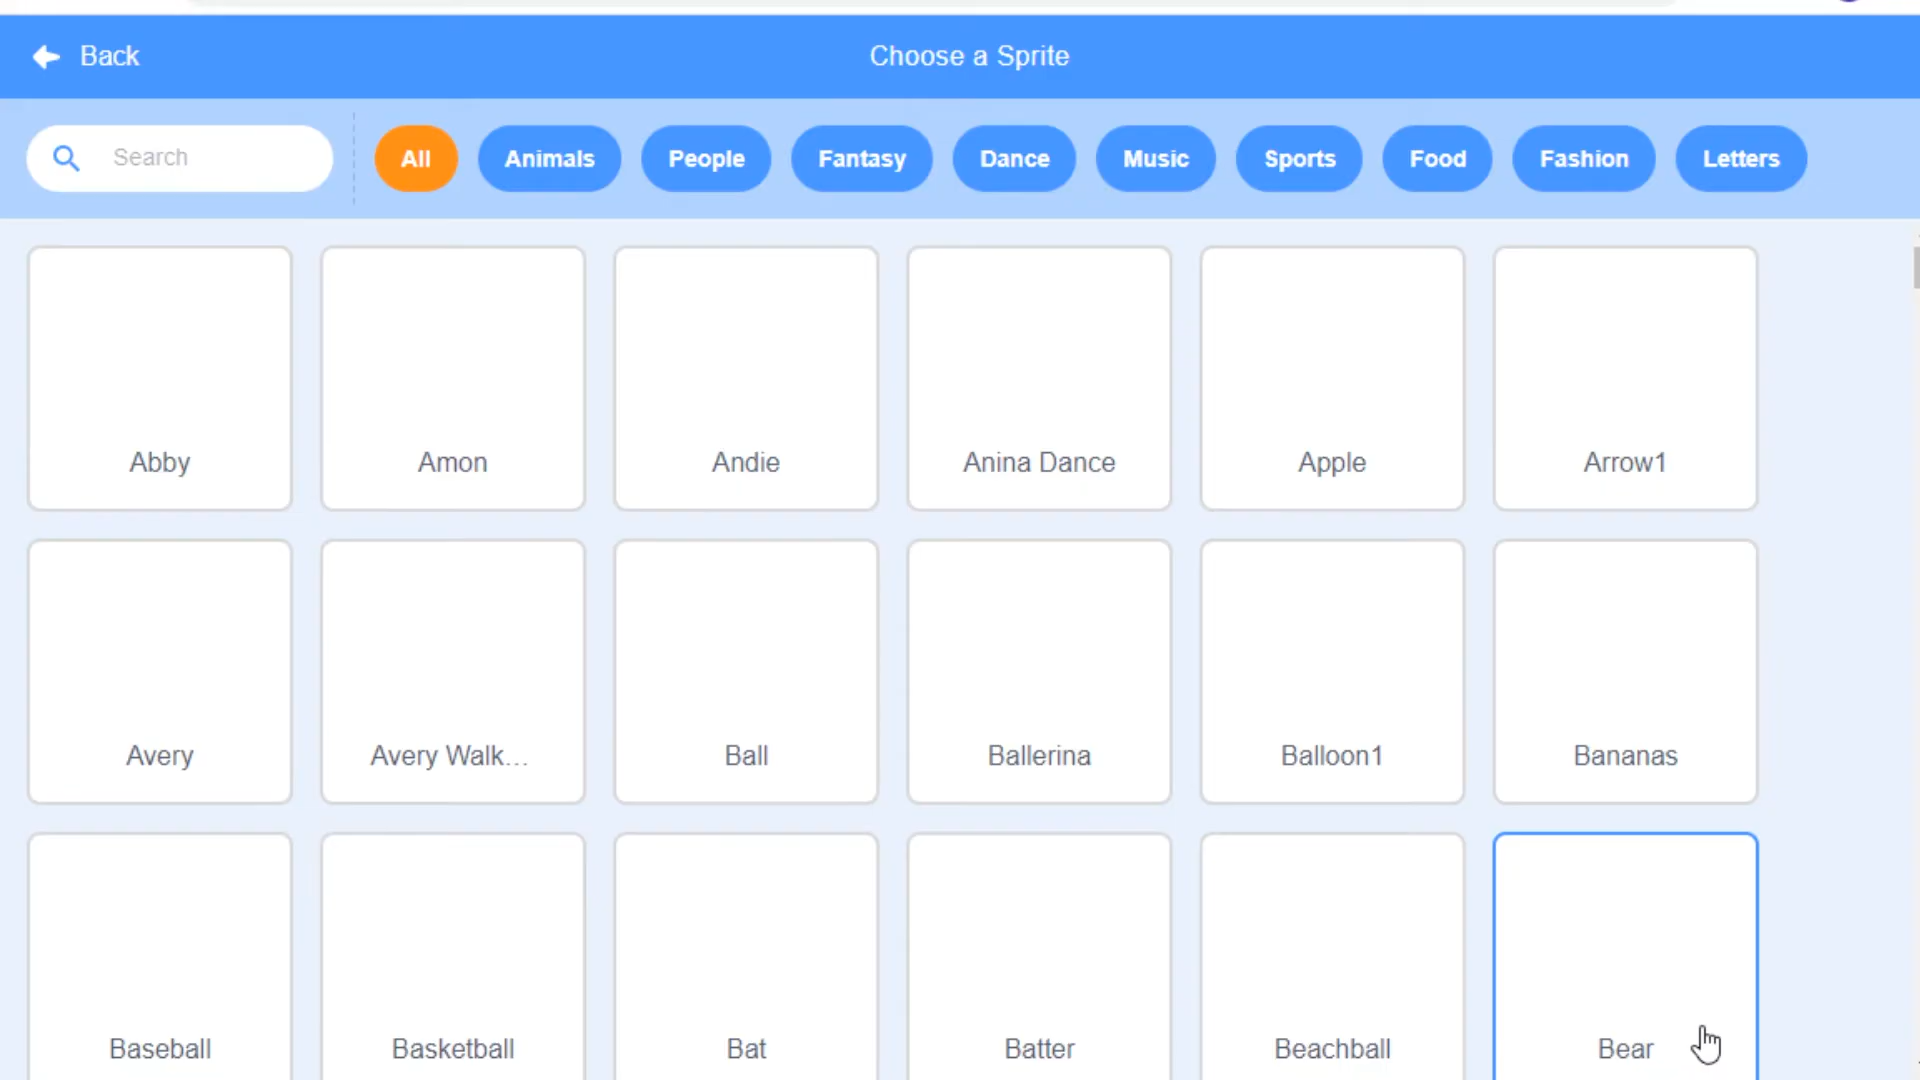 Back
Choose a Sprite
Search
All
Animals
People
Fantasy
Dance
Music
Sports
Food
Fashion
Letters
Abby
Amon
Andie
Anina Dance
Apple
Arrow1
Avery
Avery Walk...
Ball
Ballerina
Balloon1
Bananas
Baseball
Basketball
Bat
Batter
Beachball
Bear